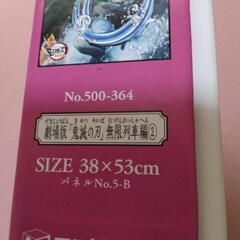 No.500-364
げきじょうばん きめつ やいば むげんれっしゃへん
劇場版「鬼滅の刃」無限列車編②
SIZE 38×53cm
パネルNo.5-B